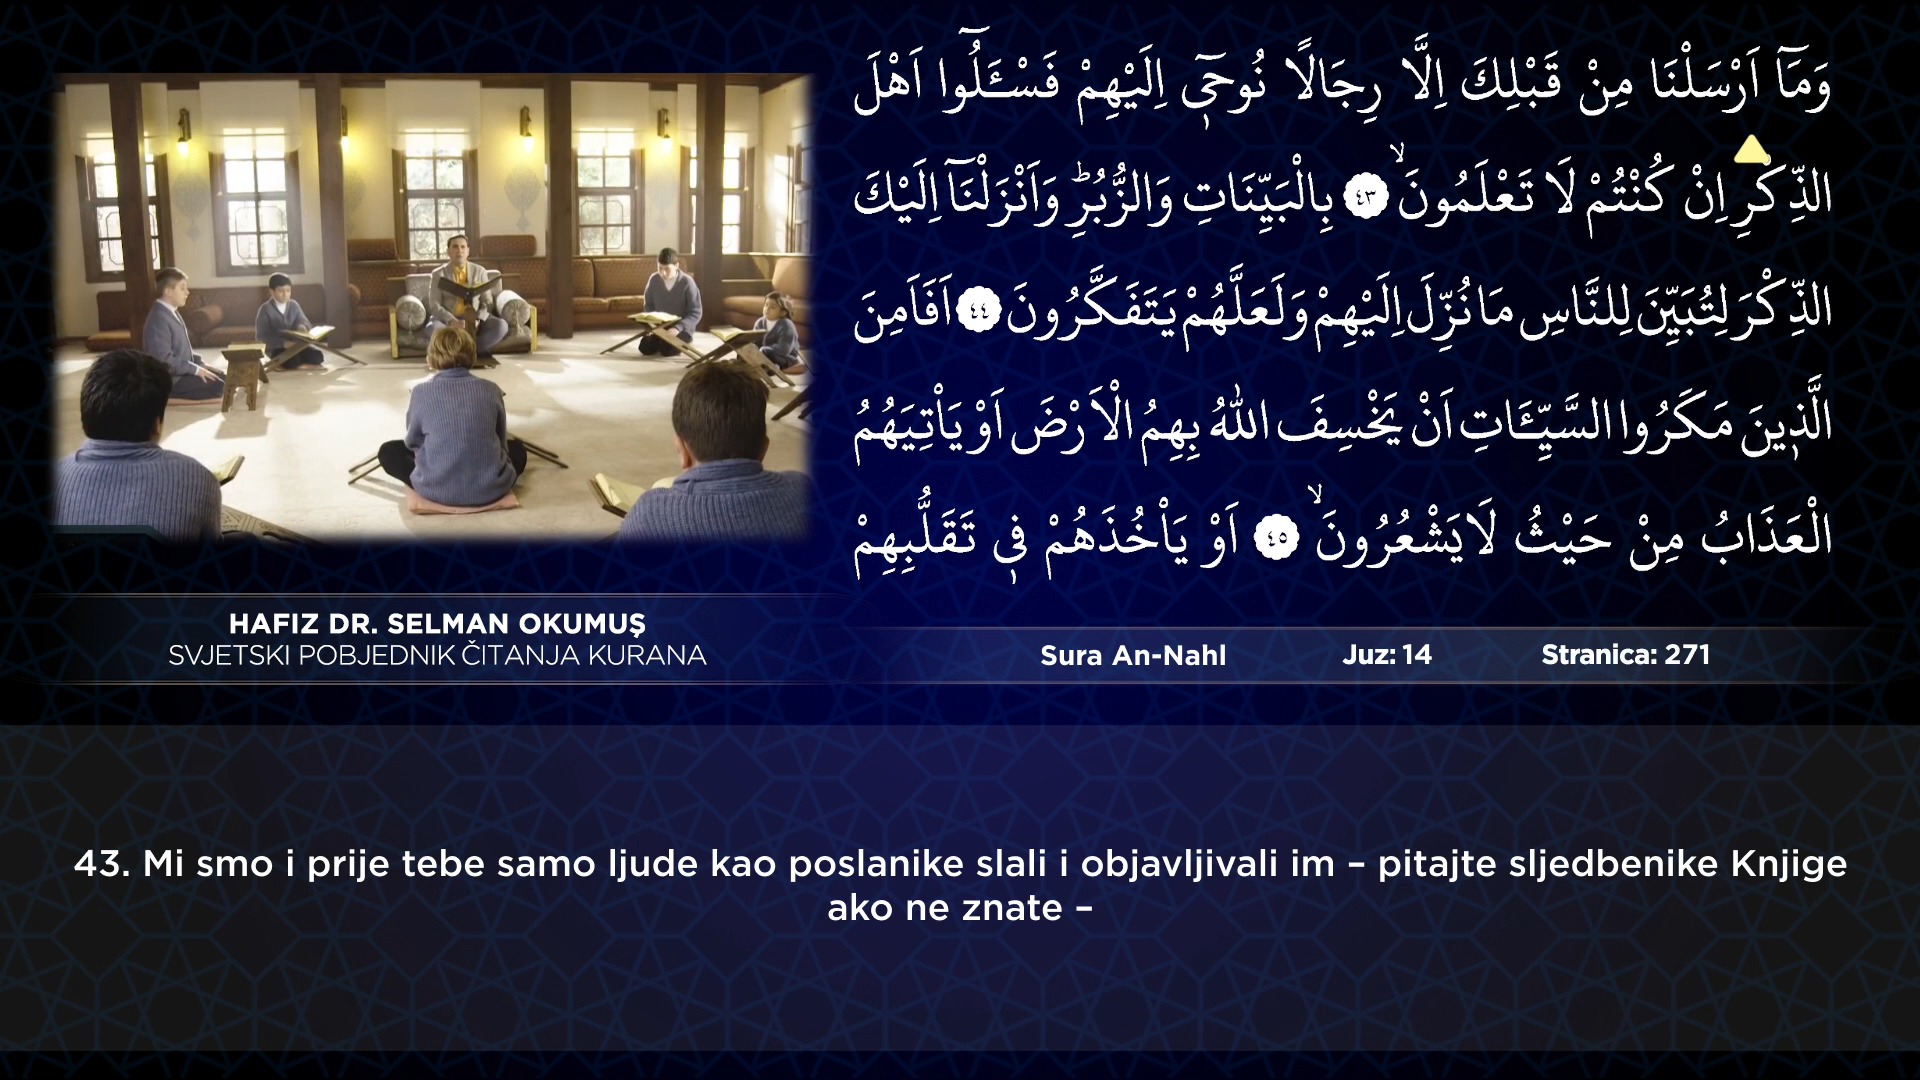 وَمَٓا اَرْسَلْنَا مِنْ قَبْلِكَ اِلَّا رِجَالًا نُوح۪ٓي اِلَيْهِمْ فَسْـَٔلُٓوا اَهْلَ
الذِّكْرِ اِنْ كُنْتُمْ لَا تَعْلَمُونَۙ ﴿٤٣﴾ بِالْبَيِّنَاتِ وَالزُّبُرِۜ وَاَنْزَلْنَٓا اِلَيْكَ
الذِّكْرَ لِتُبَيِّنَ لِلنَّاسِ مَا نُزِّلَ اِلَيْهِمْ وَلَعَلَّهُمْ يَتَفَكَّرُونَ ﴿٤٤﴾ اَفَاَمِنَ
الَّذ۪ينَ مَكَرُوا السَّيِّـَٔاتِ اَنْ يَخْسِفَ اللّٰهُ بِهِمُ الْاَرْضَ اَوْ يَأْتِيَهُمُ
الْعَذَابُ مِنْ حَيْثُ لَا يَشْعُرُونَۙ ﴿٤٥﴾ اَوْ يَأْخُذَهُمْ ف۪ي تَقَلُّبِهِمْ
HAFIZ DR. SELMAN OKUMUŞ
SVJETSKI POBJEDNIK ČITANJA KURANA
Sura An-Nahl Juz: 14 Stranica: 271
43. Mi smo i prije tebe samo ljude kao poslanike slali i objavljivali im – pitajte sljedbenike Knjige
ako ne znate –